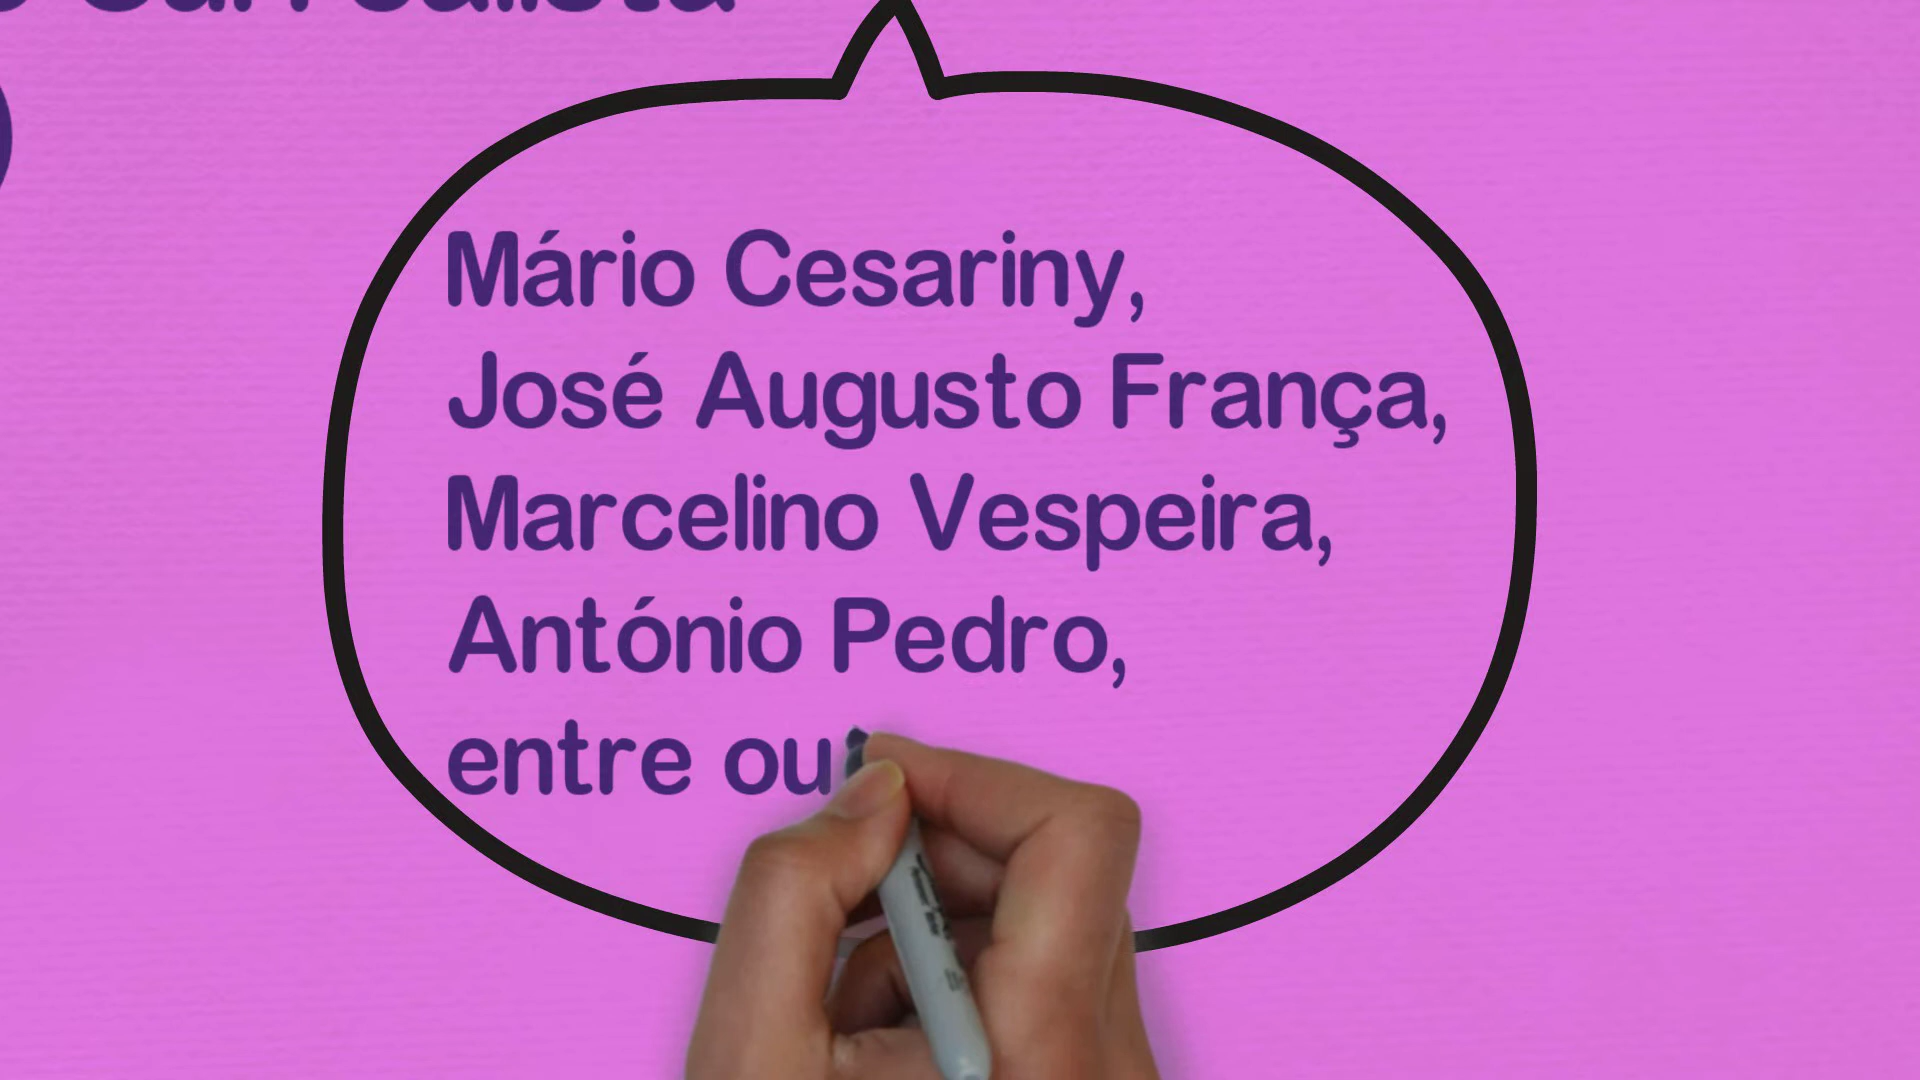 Mário Cesariny,
José Augusto França,
Marcelino Vespeira,
António Pedro,
entre ou